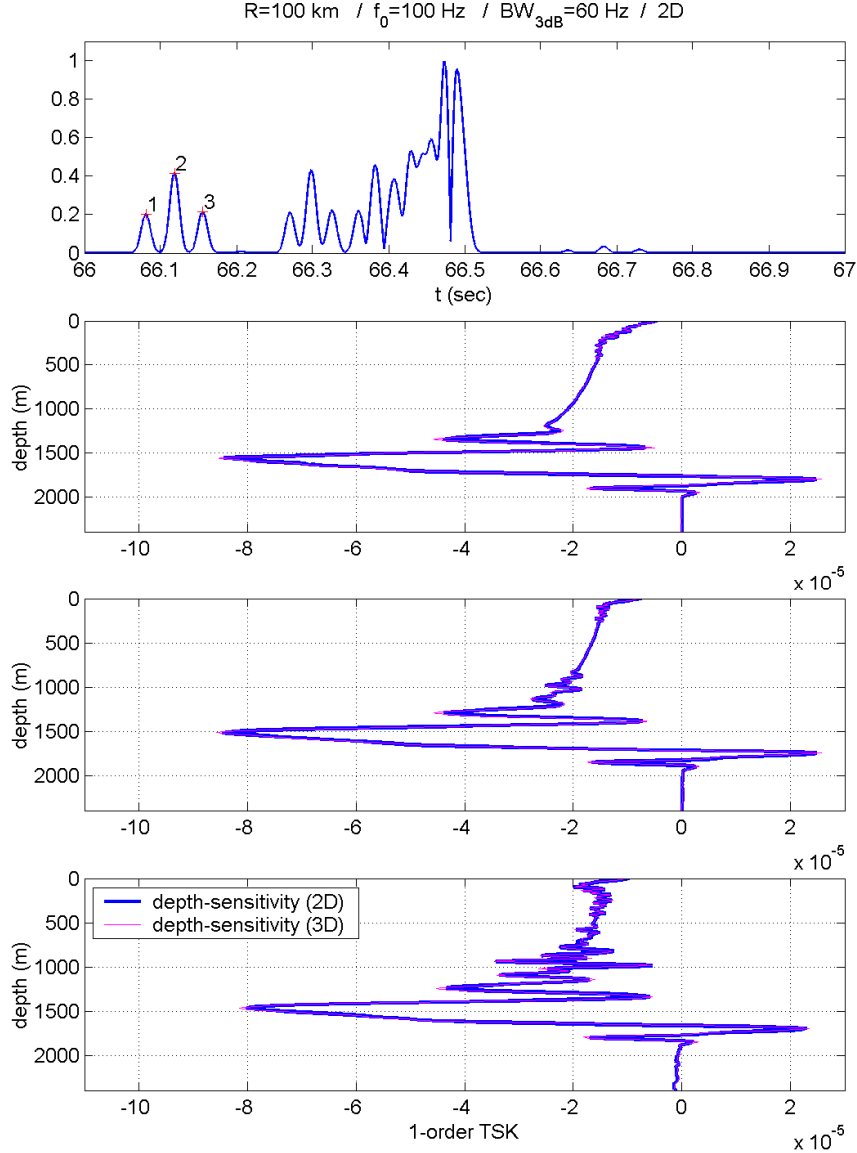 R=100 km / f0=100 Hz / BW3dB=60 Hz / 2D
1
0.8
0.6
0.4
0.2
0
1
2
3
66 66.1 66.2 66.3 66.4 66.5 66.6 66.7 66.8 66.9 67
t (sec)
0
500
1000
1500
2000
depth (m)
-10 -8 -6 -4 -2 0 2
x 10^-5
0
500
1000
1500
2000
depth (m)
-10 -8 -6 -4 -2 0 2
x 10^-5
0
500
1000
1500
2000
depth (m)
depth-sensitivity (2D)
depth-sensitivity (3D)
-10 -8 -6 -4 -2 0 2
1-order TSK
x 10^-5